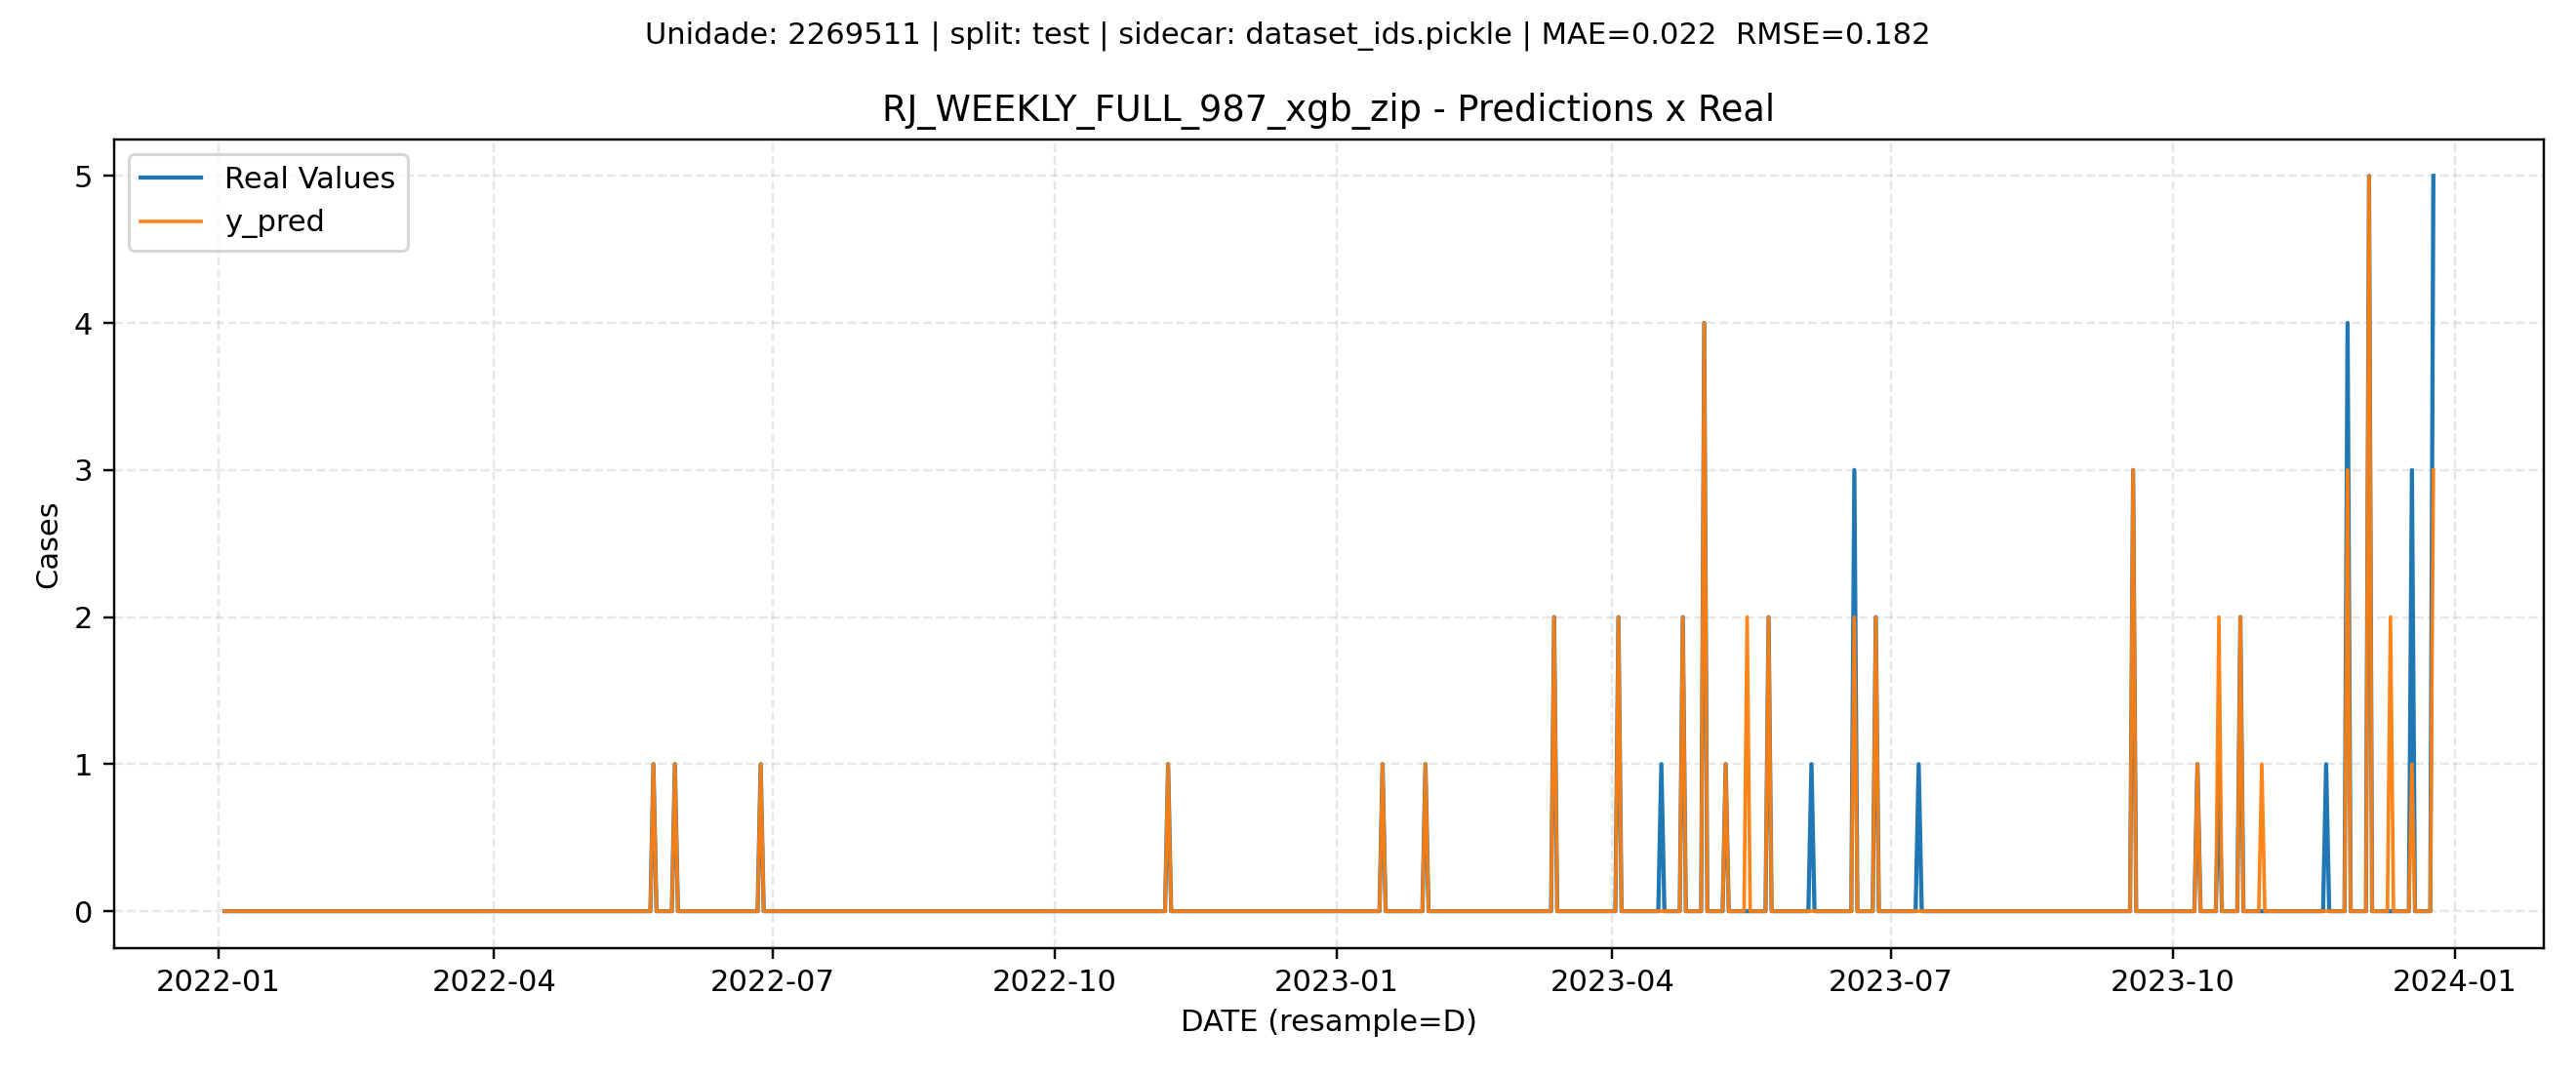 Unidade: 2269511 | split: test | sidecar: dataset_ids.pickle | MAE=0.022  RMSE=0.182
RJ_WEEKLY_FULL_987_xgb_zip - Predictions x Real
Real Values
y_pred
5
4
3
2
1
0
Cases
2022-01
2022-04
2022-07
2022-10
2023-01
2023-04
2023-07
2023-10
2024-01
DATE (resample=D)